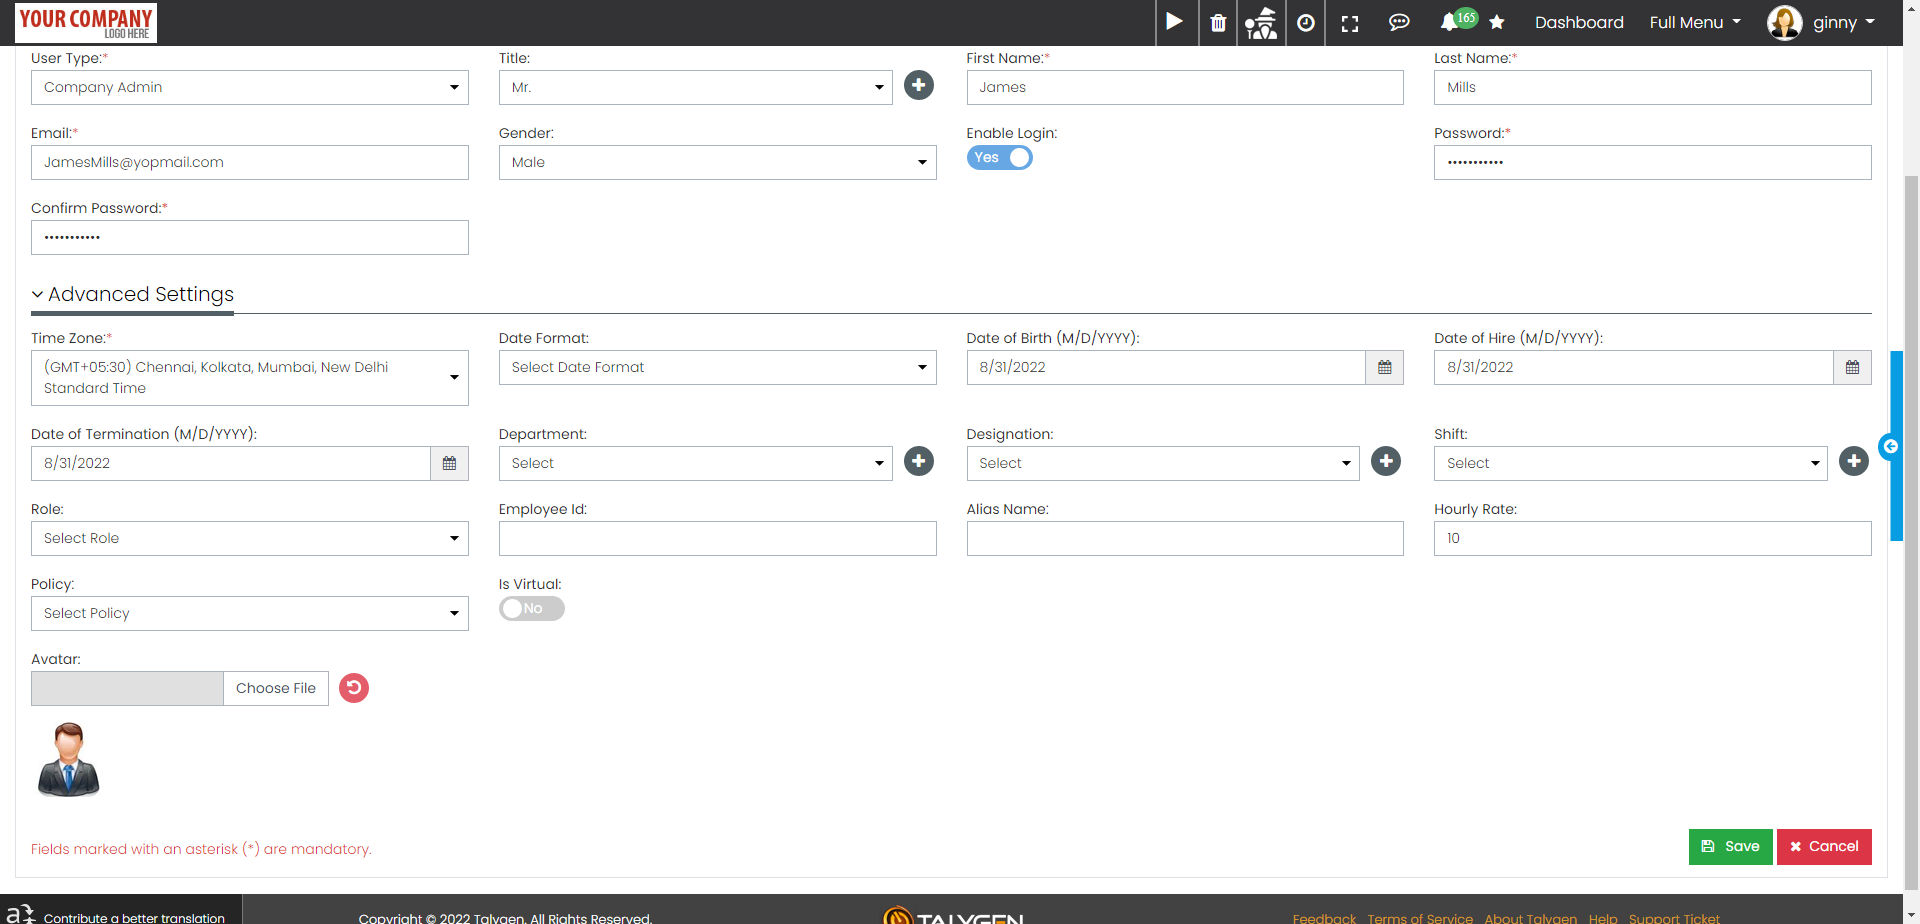 YOUR COMPANY
LOGO HERE
165
Dashboard
Full Menu
ginny
User Type:*
Title:
First Name:*
Last Name:*
Company Admin
Mr.
James
Mills
Email:*
Gender:
Enable Login:
Password:*
JamesMills@yopmail.com
Male
Yes
•••••••••••
Confirm Password:*
•••••••••••
Advanced Settings
Time Zone:*
Date Format:
Date of Birth (M/D/YYYY):
Date of Hire (M/D/YYYY):
(GMT+05:30) Chennai, Kolkata, Mumbai, New Delhi
Standard Time
Select Date Format
8/31/2022
8/31/2022
Date of Termination (M/D/YYYY):
Department:
Designation:
Shift:
8/31/2022
Select
Select
Select
Role:
Employee Id:
Alias Name:
Hourly Rate:
Select Role
10
Policy:
Is Virtual:
Select Policy
No
Avatar:
Choose File
Fields marked with an asterisk (*) are mandatory.
Save
Cancel
Contribute a better translation
Copyright © 2022 Talygen. All Rights Reserved.
TALYGEN
Feedback
Terms of Service
About Talygen
Help
Support Ticket